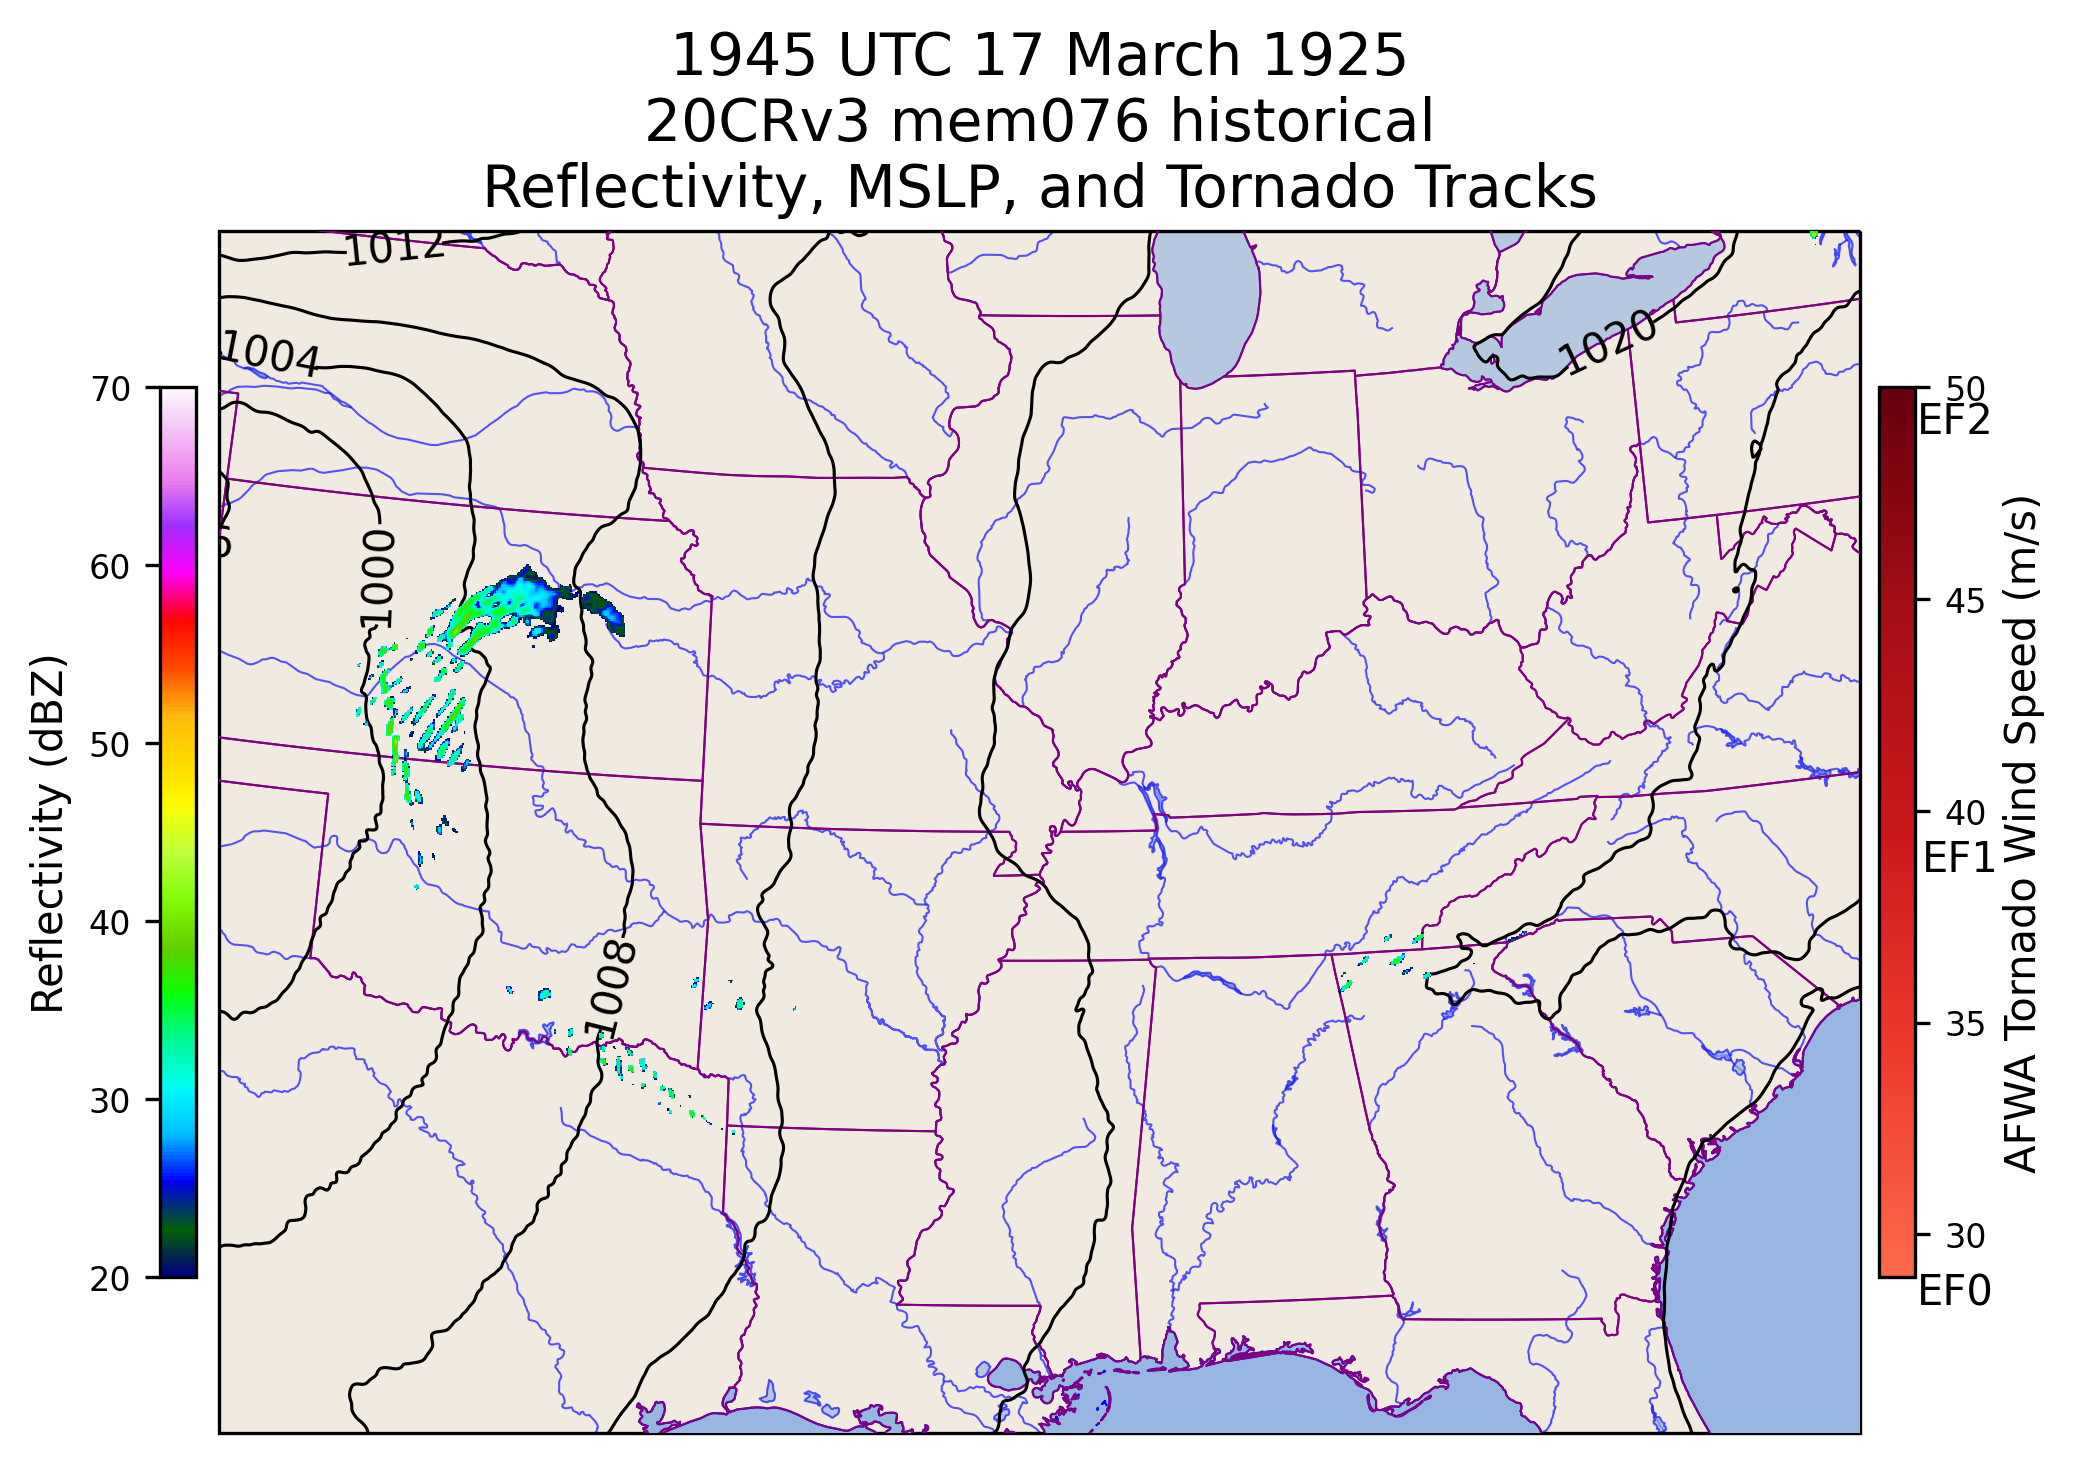 1945 UTC 17 March 1925
20CRv3 mem076 historical
Reflectivity, MSLP, and Tornado Tracks
1012
1004
1020
1000
1008
6
70
60
50
40
30
20
Reflectivity (dBZ)
50
EF2
45
40
EF1
35
30
EF0
AFWA Tornado Wind Speed (m/s)